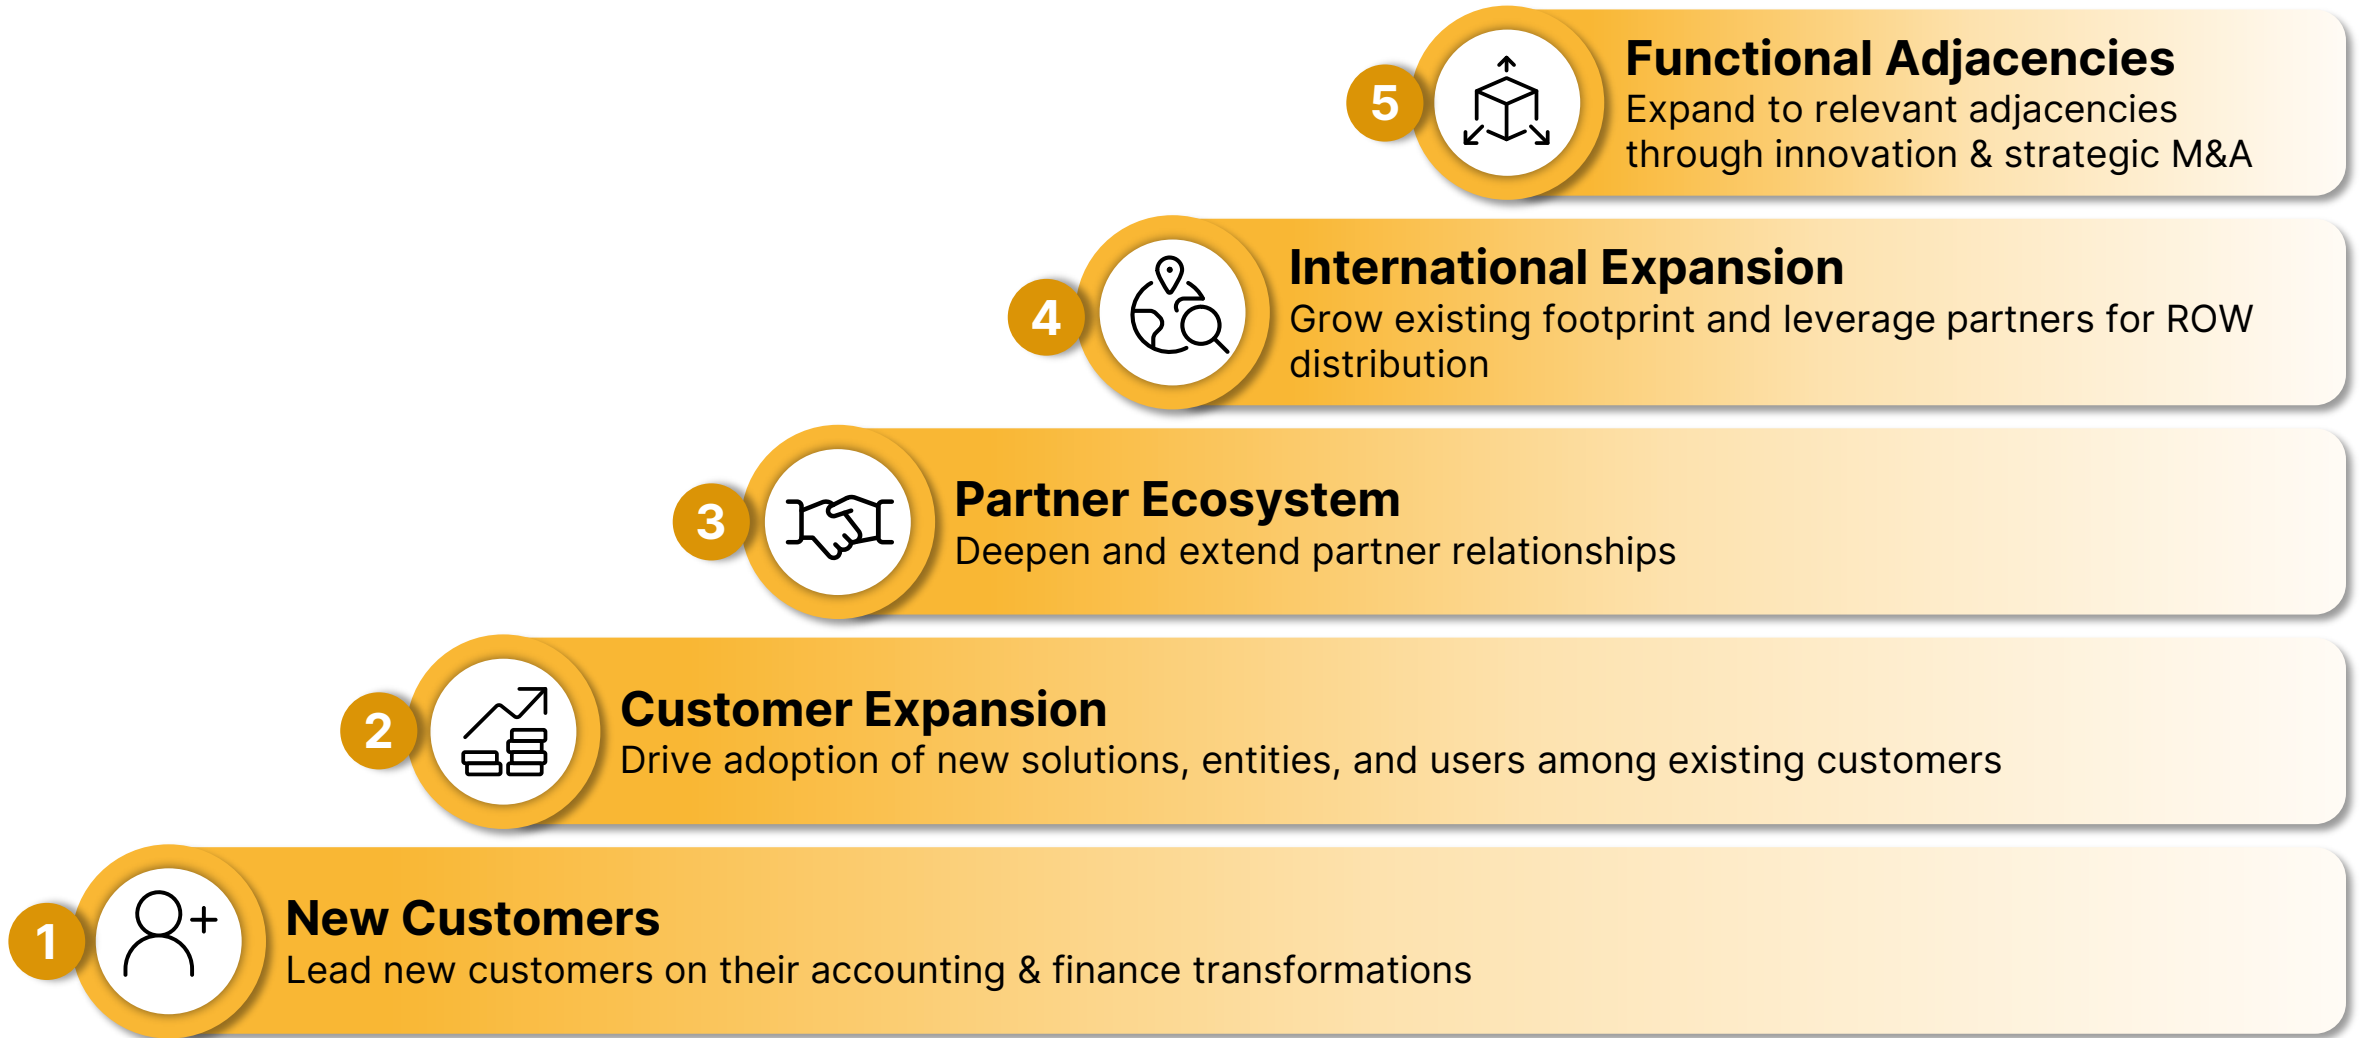 5
Functional Adjacencies
Expand to relevant adjacencies
through innovation & strategic M&A
4
International Expansion
Grow existing footprint and leverage partners for ROW
distribution
3
Partner Ecosystem
Deepen and extend partner relationships
2
Customer Expansion
Drive adoption of new solutions, entities, and users among existing customers
1
New Customers
Lead new customers on their accounting & finance transformations